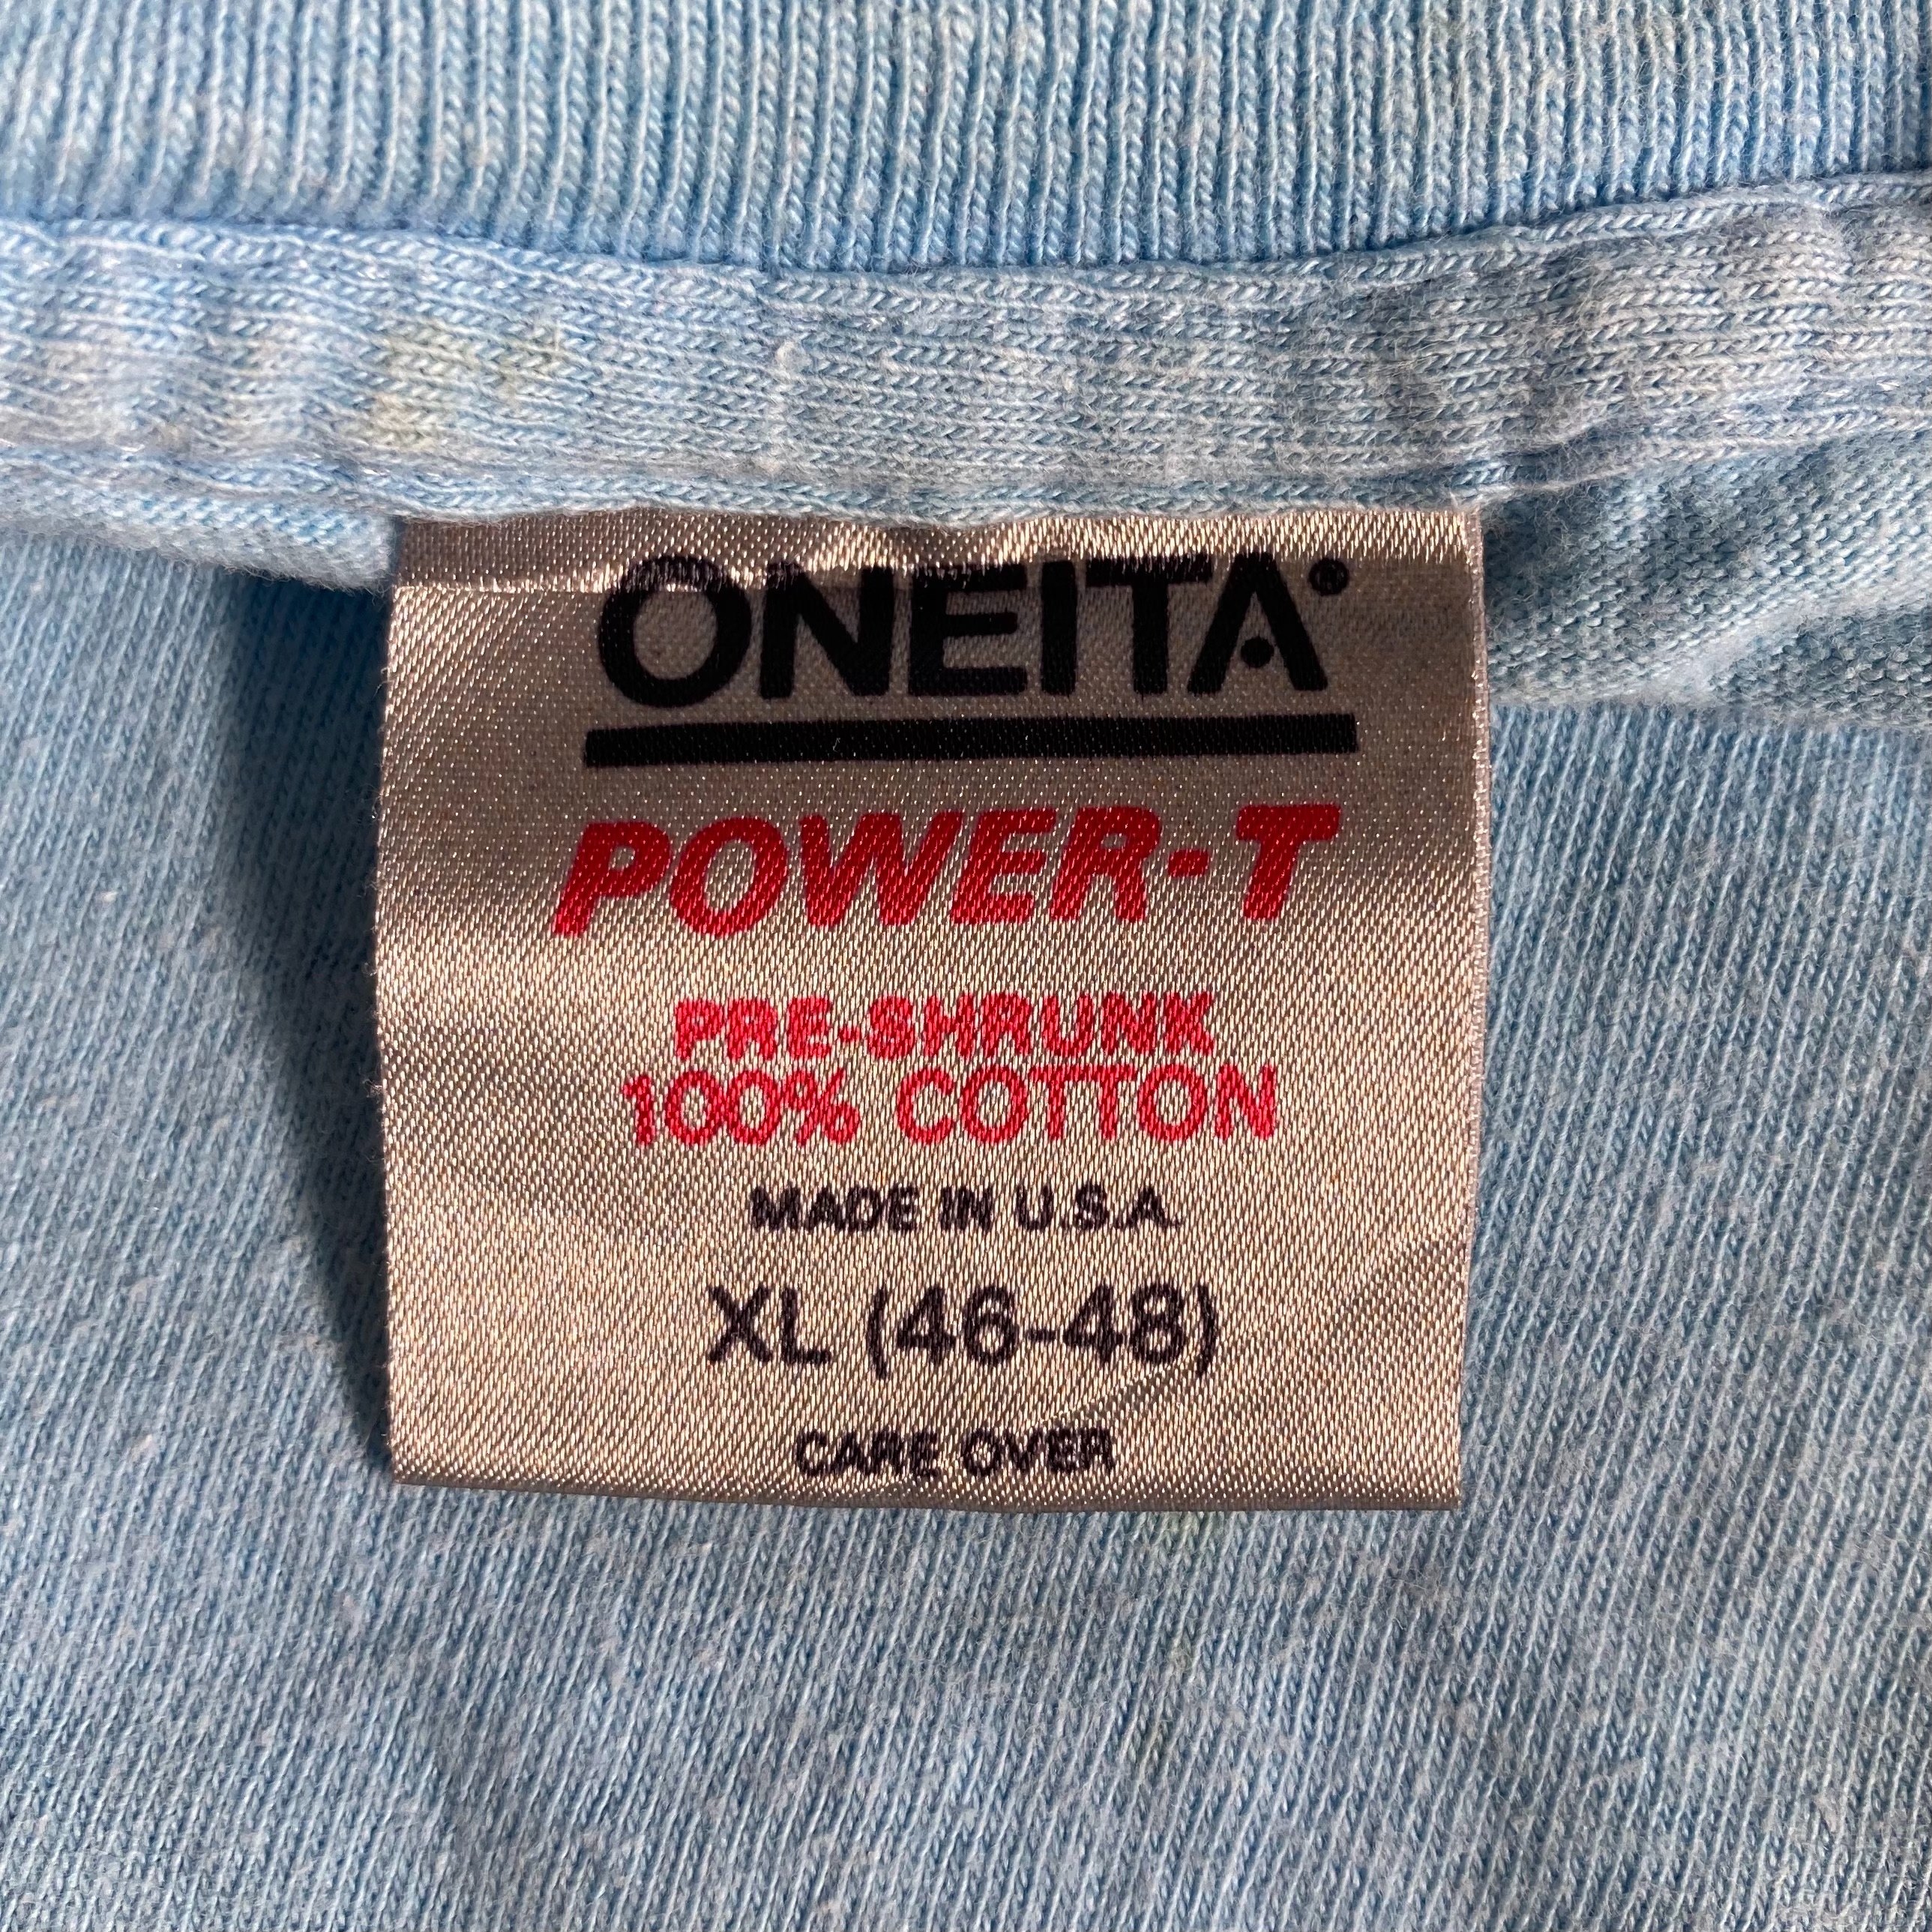 ONEITA®
POWER-T
PRE-SHRUNK
100% COTTON
MADE IN U.S.A.
XL (46-48)
CARE OVER